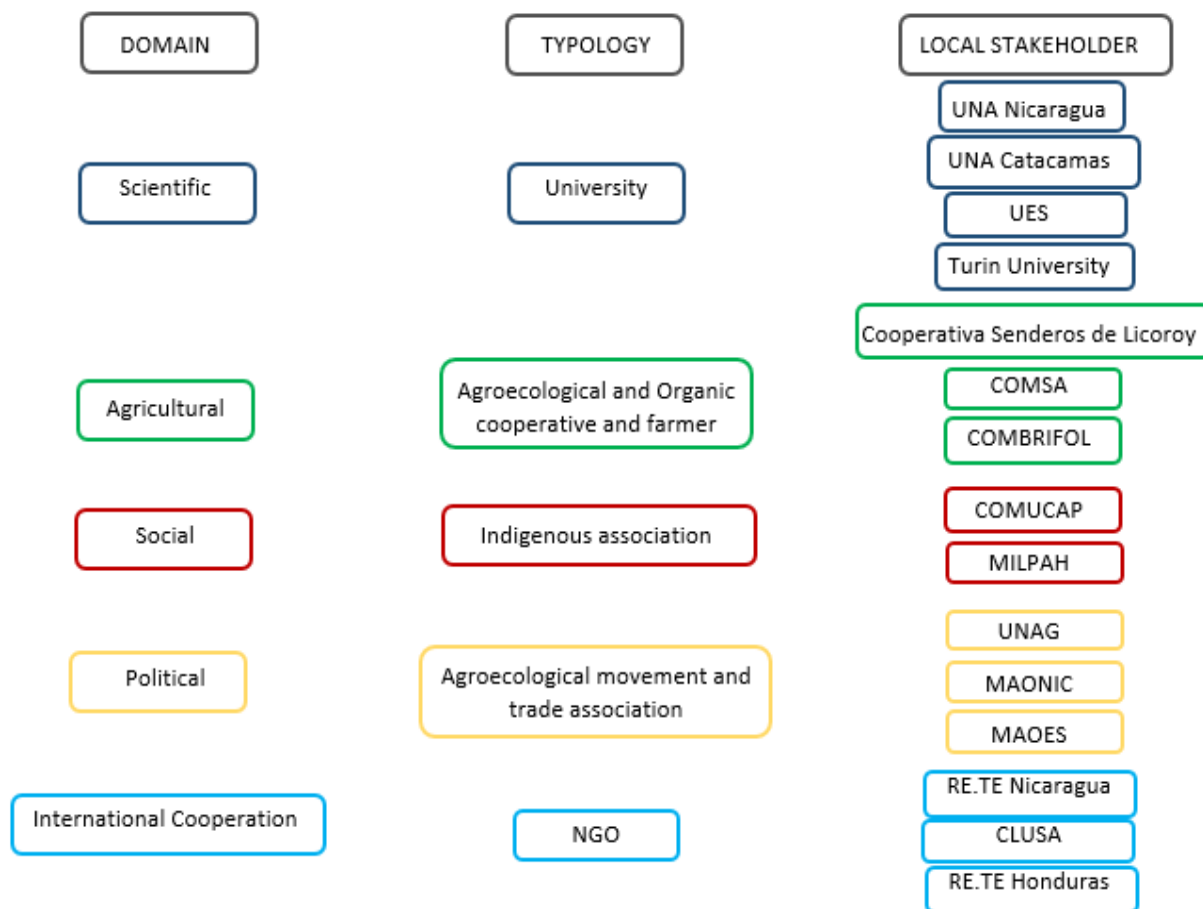 DOMAIN
TYPOLOGY
LOCAL STAKEHOLDER
UNA Nicaragua
UNA Catacamas
Scientific
University
UES
Turin University
Cooperativa Senderos de Licoroy
COMSA
Agricultural
Agroecological and Organic
cooperative and farmer
COMBRIFOL
COMUCAP
Social
Indigenous association
MILPAH
UNAG
Political
Agroecological movement and
trade association
MAONIC
MAOES
RE.TE Nicaragua
International Cooperation
NGO
CLUSA
RE.TE Honduras